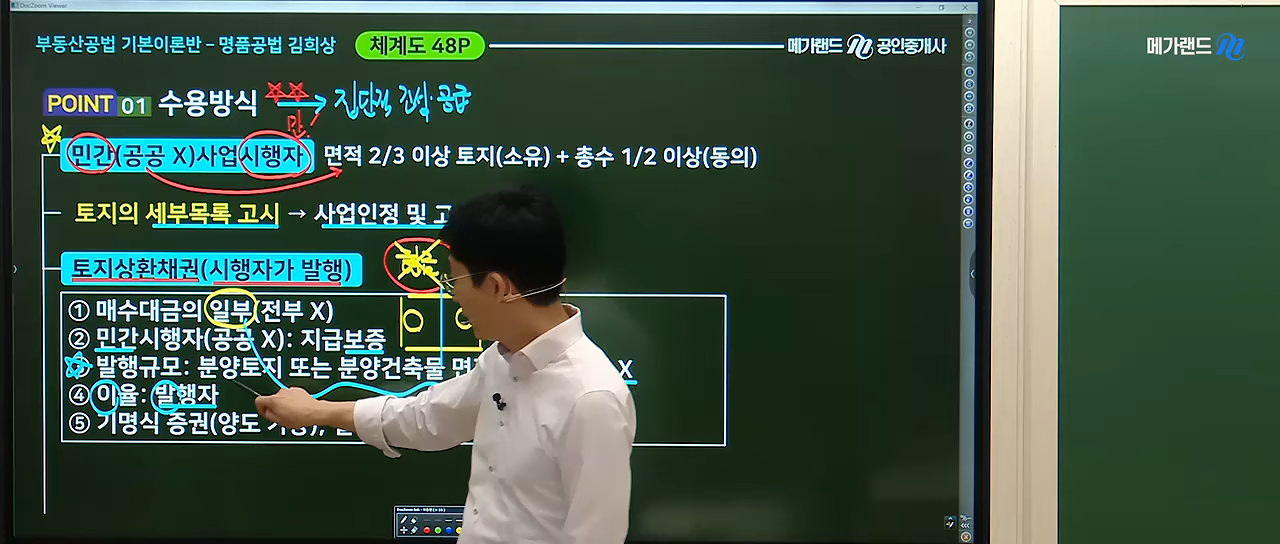 DocZoom Viewer
부동산공법 기본이론반 - 명품공법 김희상 체계도 48P 메가랜드 공인중개사
메가랜드
POINT 01 수용방식 → 집단적 건설·공급
민간(공공 X)사업시행자 면적 2/3 이상 토지(소유) + 총수 1/2 이상(동의)
토지의 세부목록 고시 → 사업인정 및
토지상환채권(시행자가 발행)
① 매수대금의 일부(전부 X)
② 민간시행자(공공 X): 지급보증
발행규모: 분양토지 또는 분양건축물 X
④ 이율: 발행자
⑤ 기명식 증권(양도